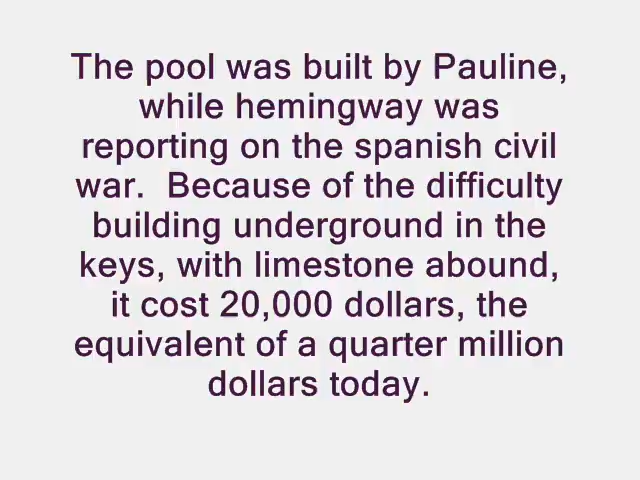 The pool was built by Pauline,
while hemingway was
reporting on the spanish civil
war.  Because of the difficulty
building underground in the
keys, with limestone abound,
it cost 20,000 dollars, the
equivalent of a quarter million
dollars today.